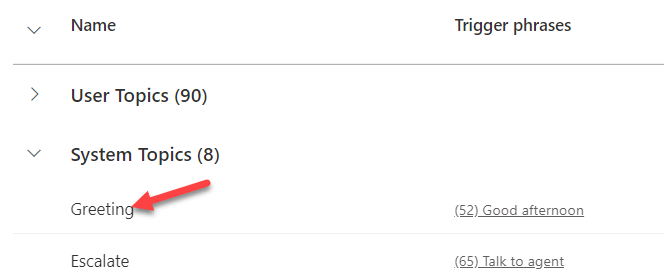 Name Trigger phrases
User Topics (90)
System Topics (8)
Greeting (52) Good afternoon
Escalate (65) Talk to agent